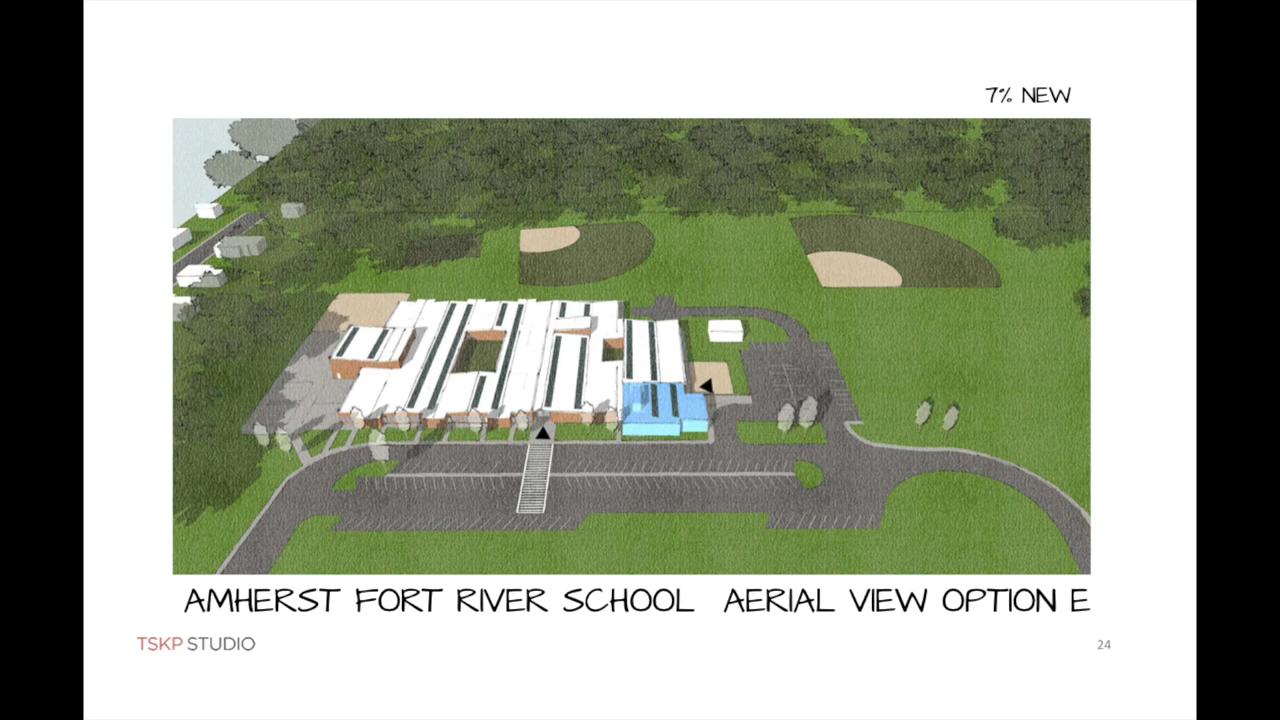 7% NEW
AMHERST FORT RIVER SCHOOL AERIAL VIEW OPTION E
TSKP STUDIO
24